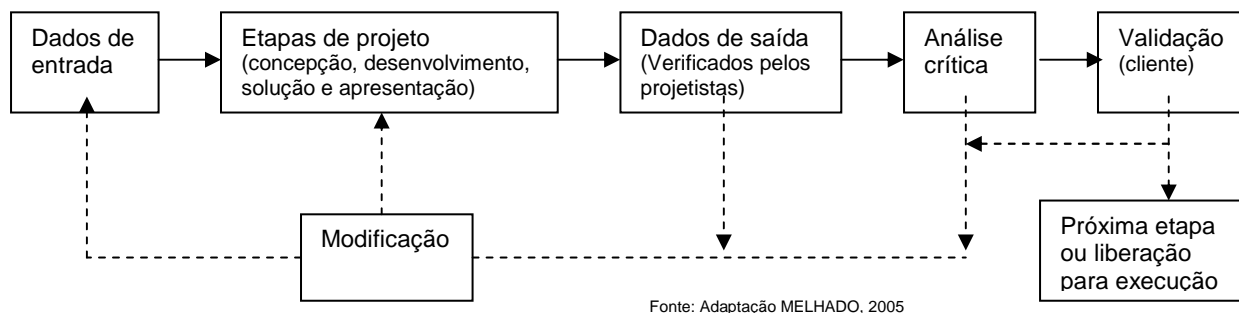 Dados de
entrada
Etapas de projeto
(concepção, desenvolvimento,
solução e apresentação)
Dados de saída
(Verificados pelos
projetistas)
Análise
crítica
Validação
(cliente)
Modificação
Próxima etapa
ou liberação
para execução
Fonte: Adaptação MELHADO, 2005